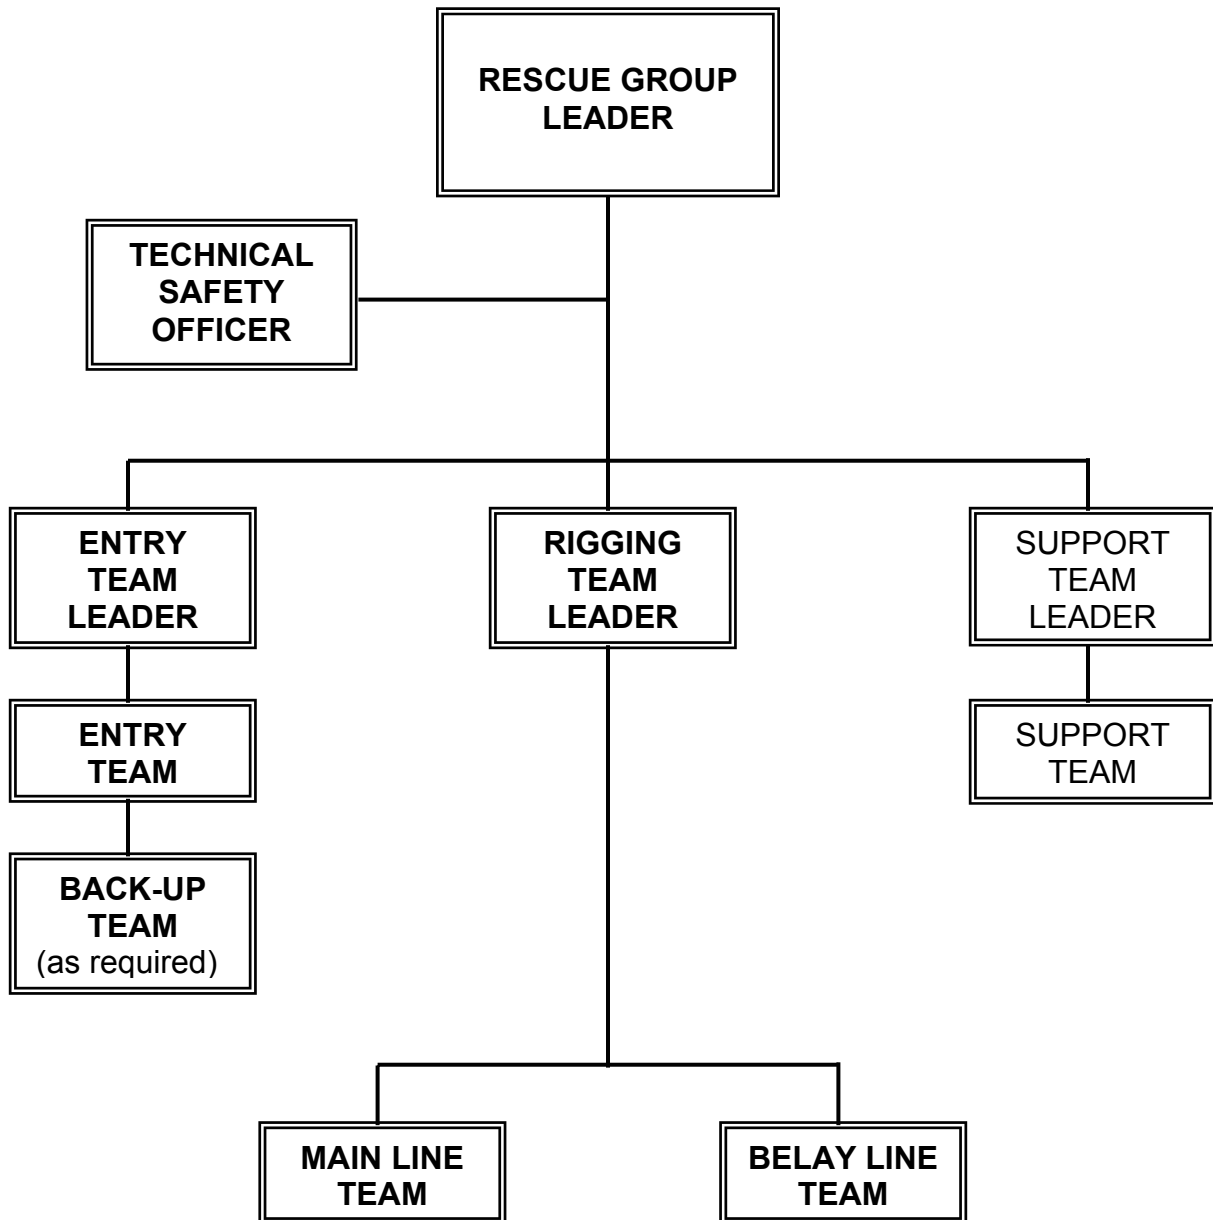 RESCUE GROUP
LEADER
TECHNICAL
SAFETY
OFFICER
ENTRY
TEAM
LEADER
RIGGING
TEAM
LEADER
SUPPORT
TEAM
LEADER
ENTRY
TEAM
SUPPORT
TEAM
BACK-UP
TEAM
(as required)
MAIN LINE
TEAM
BELAY LINE
TEAM